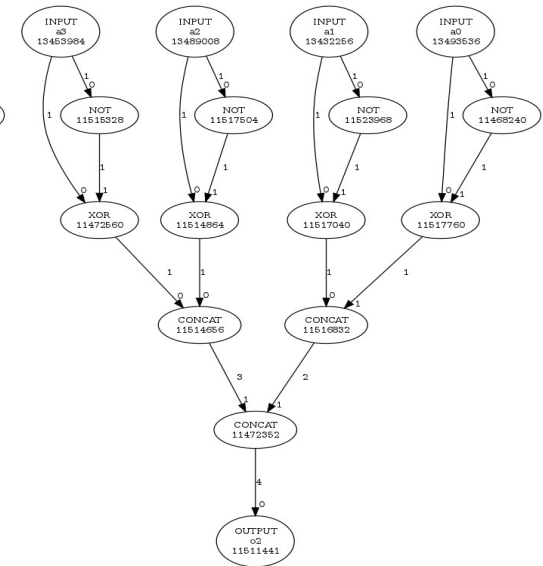 INPUT
a3
13453984
INPUT
a2
13489008
INPUT
a1
13432256
INPUT
a0
13493536
1
0
1
0
1
0
1
0
NOT
11515328
NOT
11517504
NOT
11523968
NOT
11468240
1
1
1
1
1
1
1
1
0
1
0
1
0
1
0
1
XOR
11472560
XOR
11514864
XOR
11517040
XOR
11517760
1
1
1
1
0
0
0
1
CONCAT
11514656
CONCAT
11516832
3
2
1
1
CONCAT
11472352
4
0
OUTPUT
o2
11511441